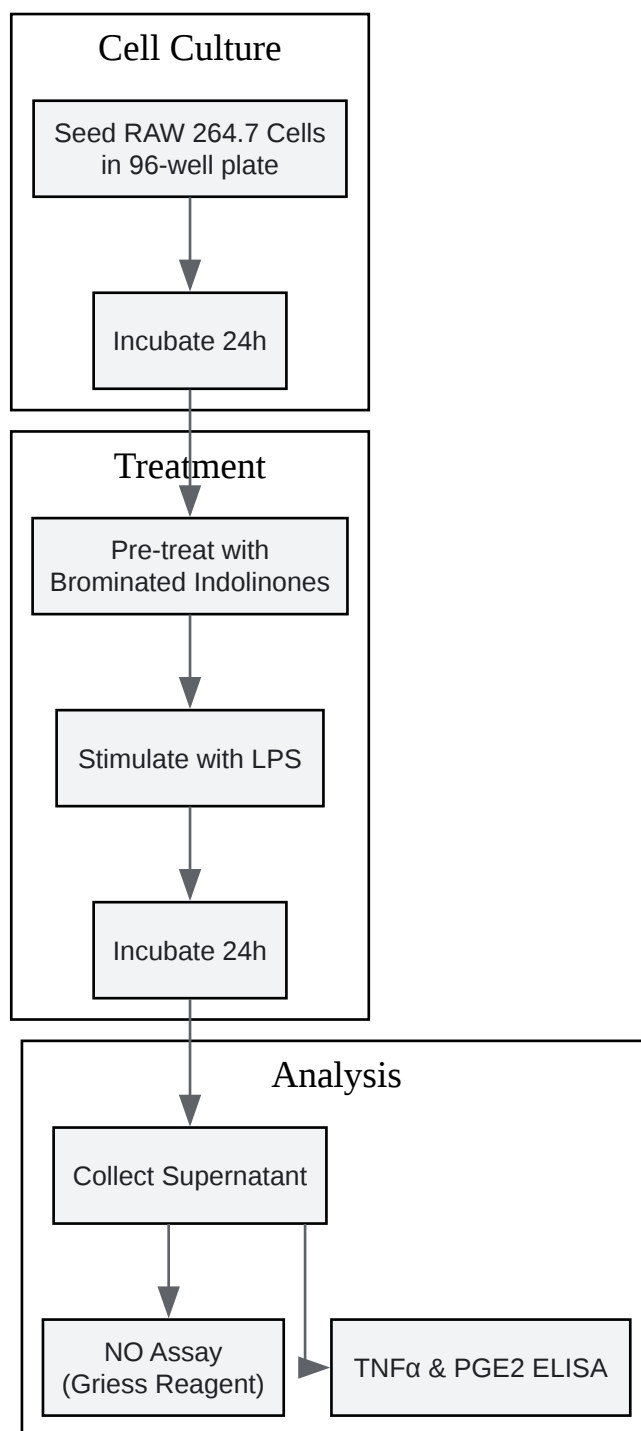 Cell Culture
Seed RAW 264.7 Cells
in 96-well plate
Incubate 24h
Treatment
Pre-treat with
Brominated Indolinones
Stimulate with LPS
Incubate 24h
Analysis
Collect Supernatant
NO Assay
(Griess Reagent)
TNFα & PGE2 ELISA